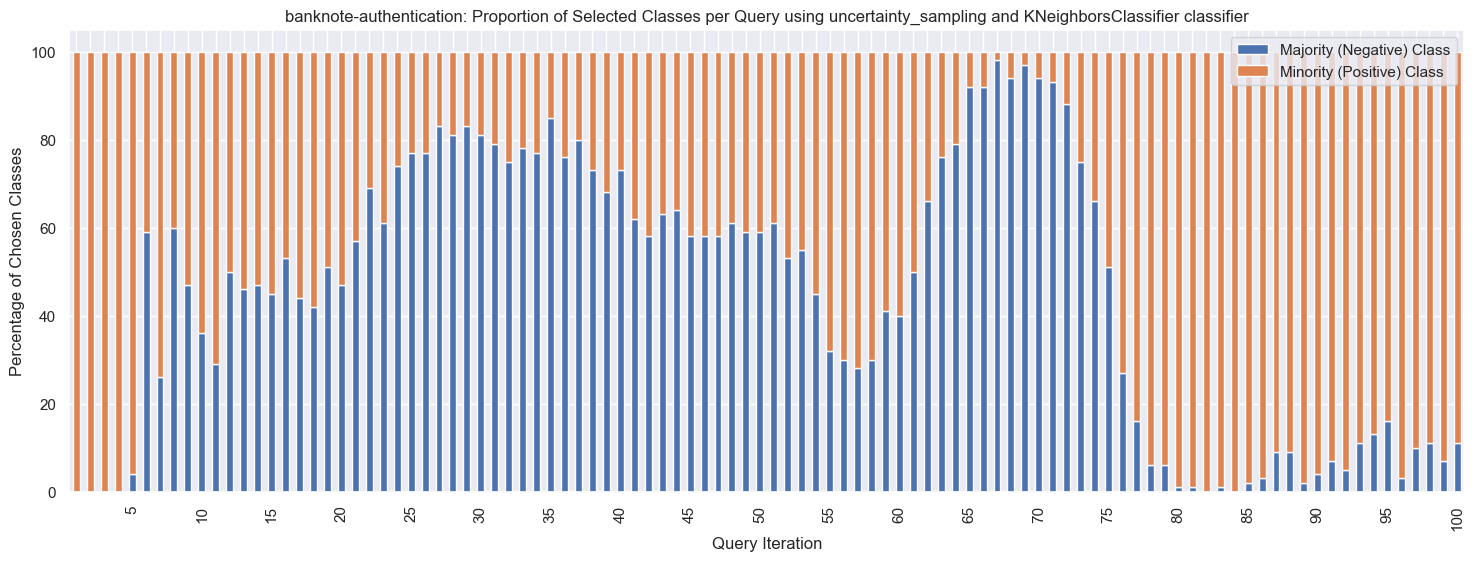 banknote-authentication: Proportion of Selected Classes per Query using uncertainty_sampling and KNeighborsClassifier classifier
Majority (Negative) Class
Minority (Positive) Class
Percentage of Chosen Classes
100
80
60
40
20
0
5 10 15 20 25 30 35 40 45 50 55 60 65 70 75 80 85 90 95 100
Query Iteration